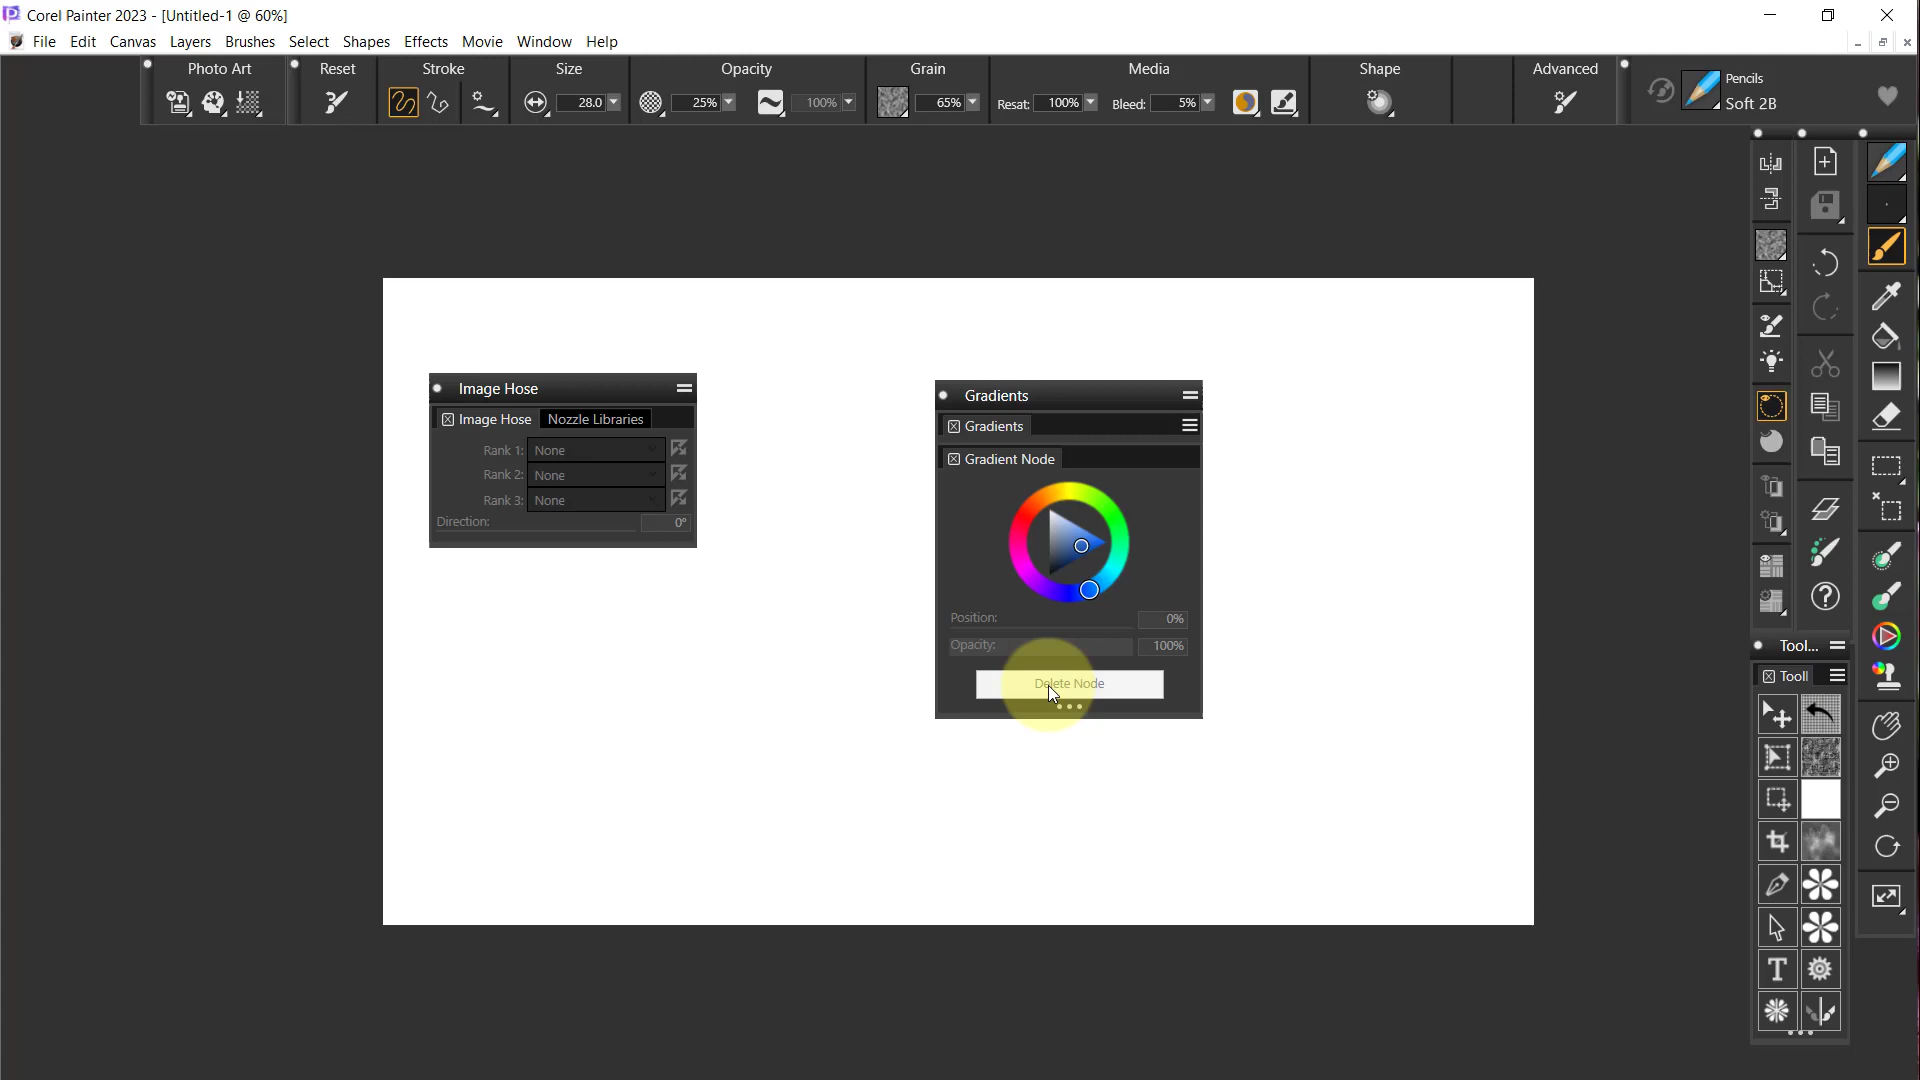 Corel Painter 2023 - [Untitled-1 @ 60%]
File Edit Canvas Layers Brushes Select Shapes Effects Movie Window Help
Photo Art Reset Stroke Size Opacity Grain Media Shape Advanced
28.0 25% 100% 65% Resat: 100% Bleed: 5%
Pencils
Soft 2B
Image Hose
Image Hose Nozzle Libraries
Rank 1: None
Rank 2: None
Rank 3: None
Direction: 0°
Gradients
Gradients
Gradient Node
Position: 0%
Opacity: 100%
Delete Node
Tool...
Tooll
T